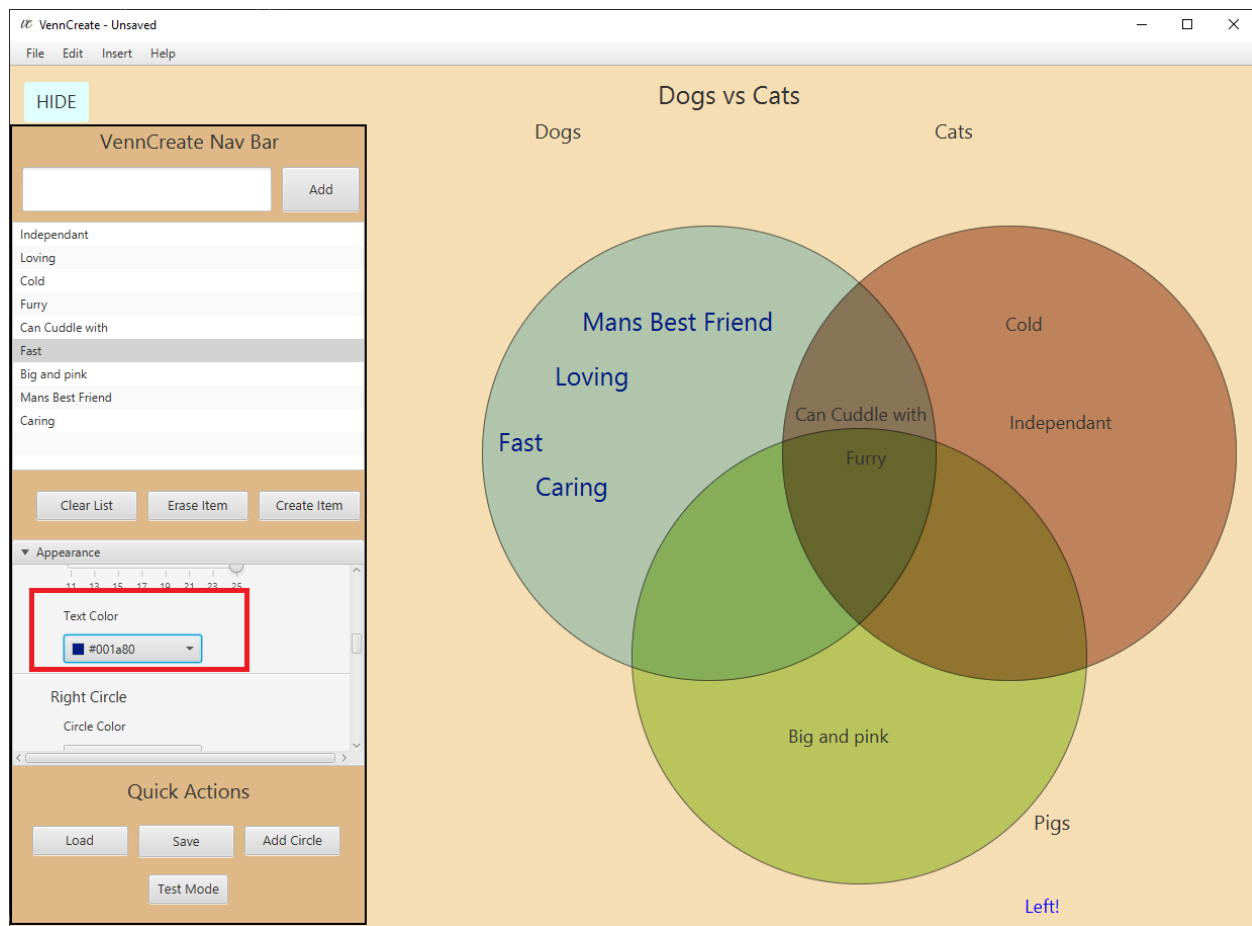 VennCreate - Unsaved
File Edit Insert Help
HIDE
Dogs vs Cats
Dogs
Cats
VennCreate Nav Bar
Add
Independant
Loving
Cold
Furry
Can Cuddle with
Fast
Big and pink
Mans Best Friend
Caring
Clear List
Erase Item
Create Item
Appearance
11 13 15 17 19 21 23 25
Text Color
#001a80
Right Circle
Circle Color
Quick Actions
Load
Save
Add Circle
Test Mode
Mans Best Friend
Loving
Fast
Caring
Can Cuddle with
Furry
Cold
Independant
Big and pink
Pigs
Left!